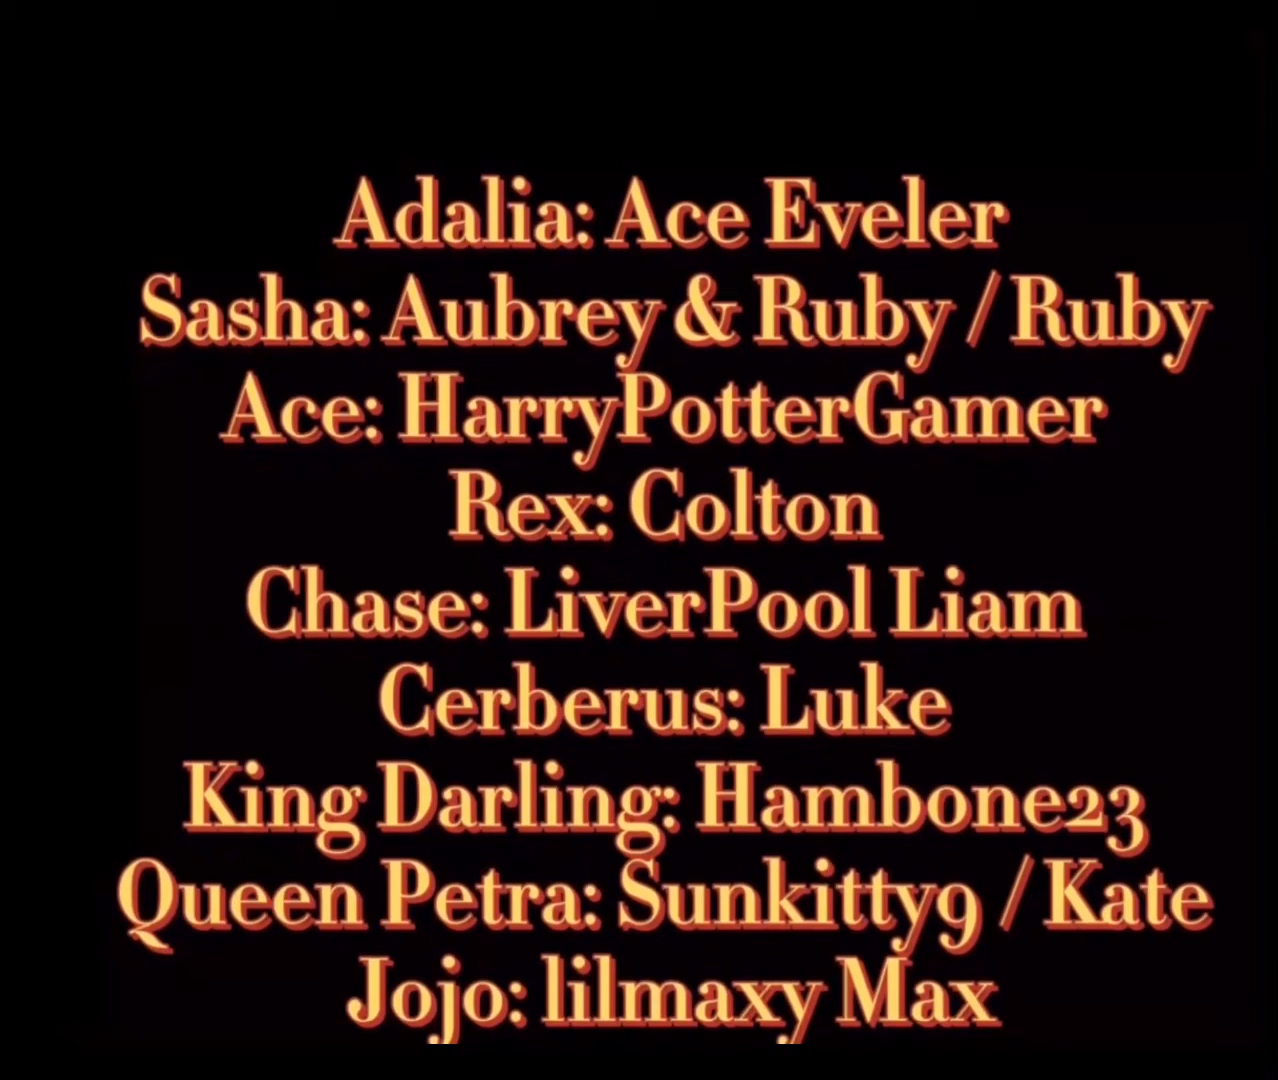 Adalia: Ace Eveler
Sasha: Aubrey & Ruby / Ruby
Ace: HarryPotterGamer
Rex: Colton
Chase: LiverPool Liam
Cerberus: Luke
King Darling: Hambone23
Queen Petra: Sunkitty9 / Kate
Jojo: lilmaxy Max